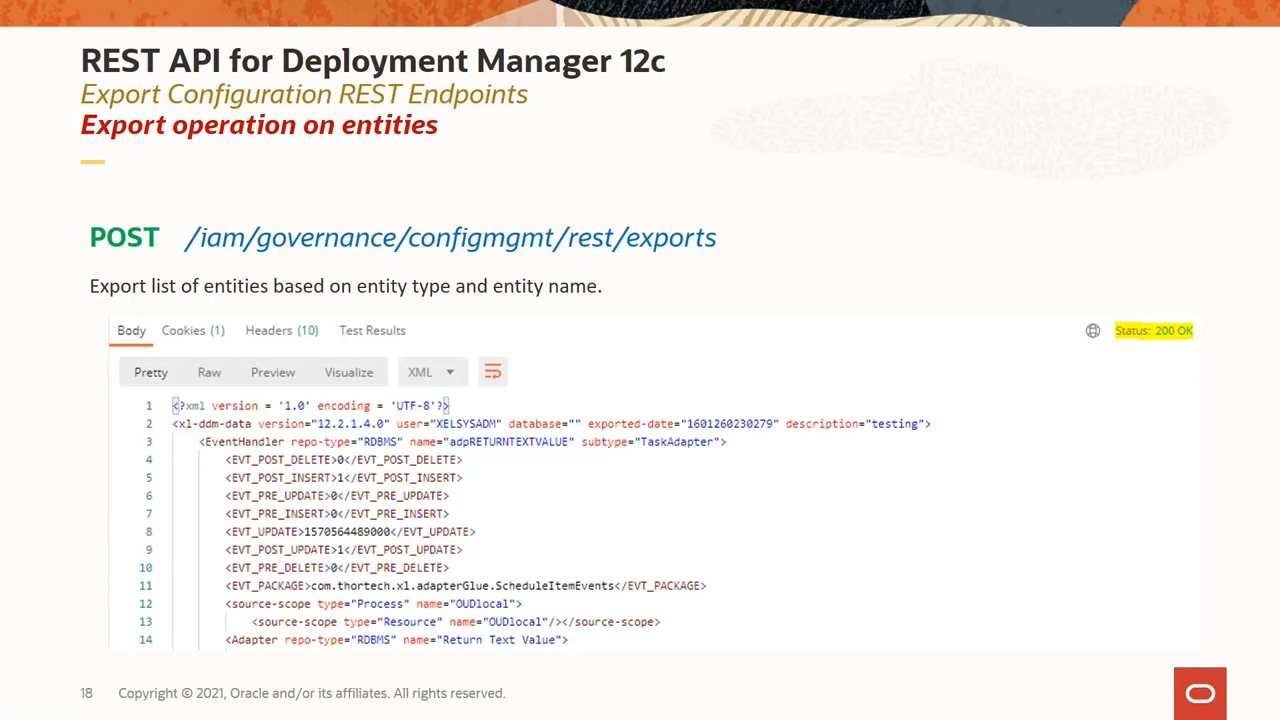 REST API for Deployment Manager 12c
Export Configuration REST Endpoints
Export operation on entities
POST /iam/governance/configmgmt/rest/exports
Export list of entities based on entity type and entity name.
Body Cookies (1) Headers (10) Test Results Status: 200 OK
Pretty Raw Preview Visualize XML
1 <?xml version = '1.0' encoding = 'UTF-8'?>
2 <xl-ddm-data version="12.2.1.4.0" user="XELSYSADM" database="" exported-date="1601260230279" description="testing">
3 <EventHandler repo-type="RDBMS" name="adpRETURNTEXTVALUE" subtype="TaskAdapter">
4 <EVT_POST_DELETE>0</EVT_POST_DELETE>
5 <EVT_POST_INSERT>1</EVT_POST_INSERT>
6 <EVT_PRE_UPDATE>0</EVT_PRE_UPDATE>
7 <EVT_PRE_INSERT>0</EVT_PRE_INSERT>
8 <EVT_UPDATE>1570564489000</EVT_UPDATE>
9 <EVT_POST_UPDATE>1</EVT_POST_UPDATE>
10 <EVT_PRE_DELETE>0</EVT_PRE_DELETE>
11 <EVT_PACKAGE>com.thortech.xl.adapterGlue.ScheduleItemEvents</EVT_PACKAGE>
12 <source-scope type="Process" name="OUDlocal">
13 <source-scope type="Resource" name="OUDlocal"/></source-scope>
14 <Adapter repo-type="RDBMS" name="Return Text Value">
18 Copyright © 2021, Oracle and/or its affiliates. All rights reserved.